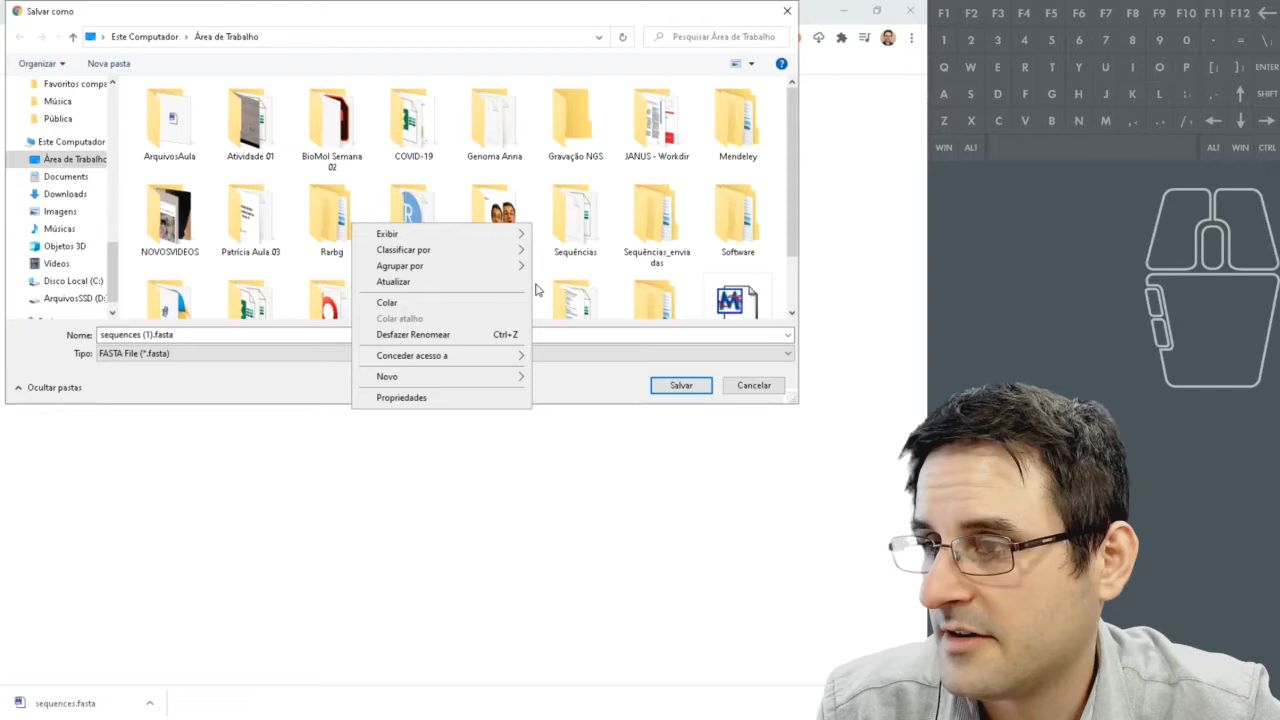 Salvar como
Este Computador
Área de Trabalho
Pesquisar Área de Trabalho
Organizar
Nova pasta
Favoritos compa
Música
Pública
Este Computador
Área de Trabalho
Documents
Downloads
Imagens
Músicas
Objetos 3D
Vídeos
Disco Local (C:)
ArquivosSSD (D:
ArquivosAula
Atividade 01
BioMol Semana
02
COVID-19
Genoma Anna
Gravação NGS
JANUS - Workdir
Mendeley
NOVOSVIDEOS
Patrícia Aula 03
Rarbg
Sequências
Sequências_envia
das
Software
Exibir
Classificar por
Agrupar por
Atualizar
Colar
Colar atalho
Desfazer Renomear Ctrl+Z
Conceder acesso a
Novo
Propriedades
Nome: sequences (1).fasta
Tipo: FASTA File (*.fasta)
Ocultar pastas
Salvar
Cancelar
sequences.fasta
F1 F2 F3 F4 F5 F6 F7 F8 F9 F10 F11 F12
1 2 3 4 5 6 7 8 9 0 - = \
Q W E R T Y U I O P [ ] ENTER
A S D F G H J K L ; SHIFT
Z X C V B N M
WIN ALT ALT WIN CTRL